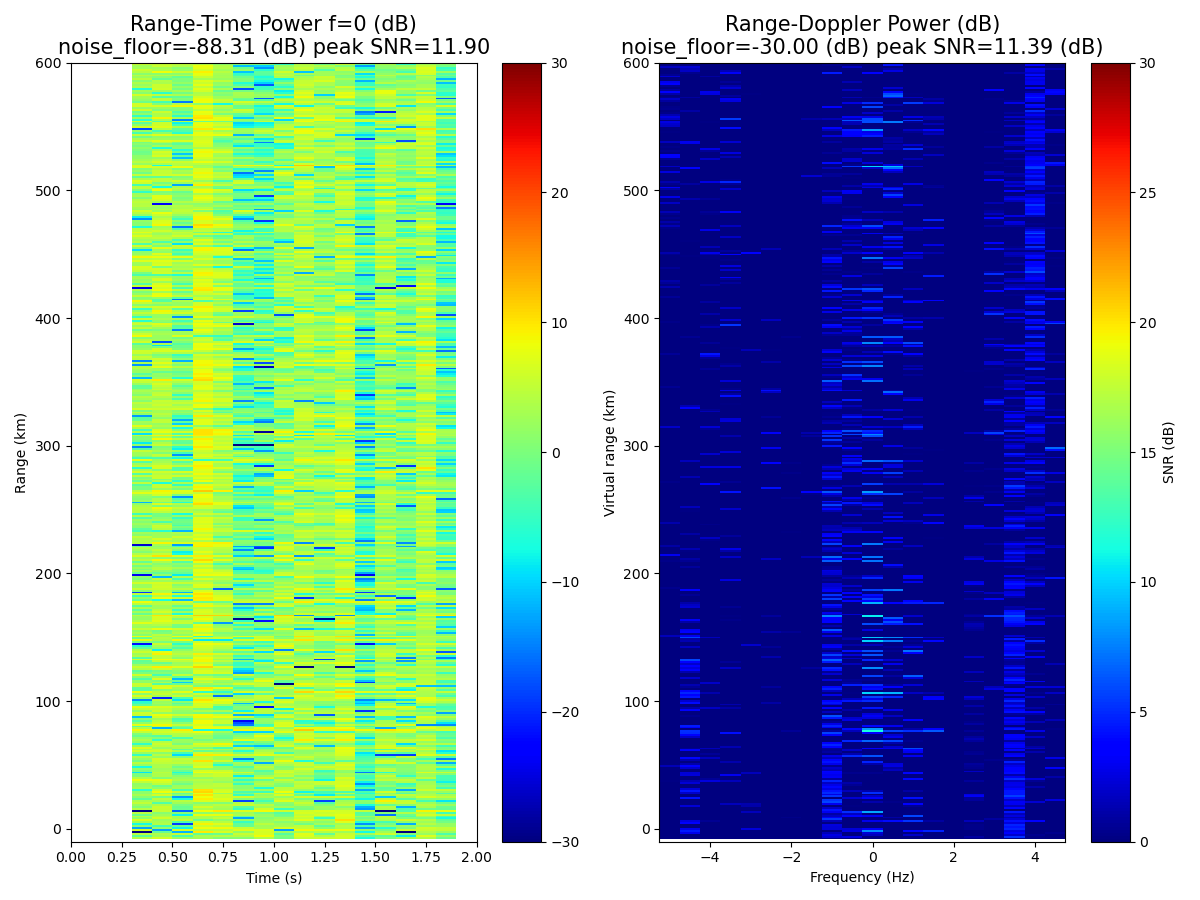 Range-Time Power f=0 (dB)
noise_floor=-88.31 (dB) peak SNR=11.90
600
500
400
300
200
100
0
Range (km)
0.00 0.25 0.50 0.75 1.00 1.25 1.50 1.75 2.00
Time (s)
30
20
10
0
−10
−20
−30
Range-Doppler Power (dB)
noise_floor=-30.00 (dB) peak SNR=11.39 (dB)
600
500
400
300
200
100
0
Virtual range (km)
−4 −2 0 2 4
Frequency (Hz)
30
25
20
15
10
5
0
SNR (dB)